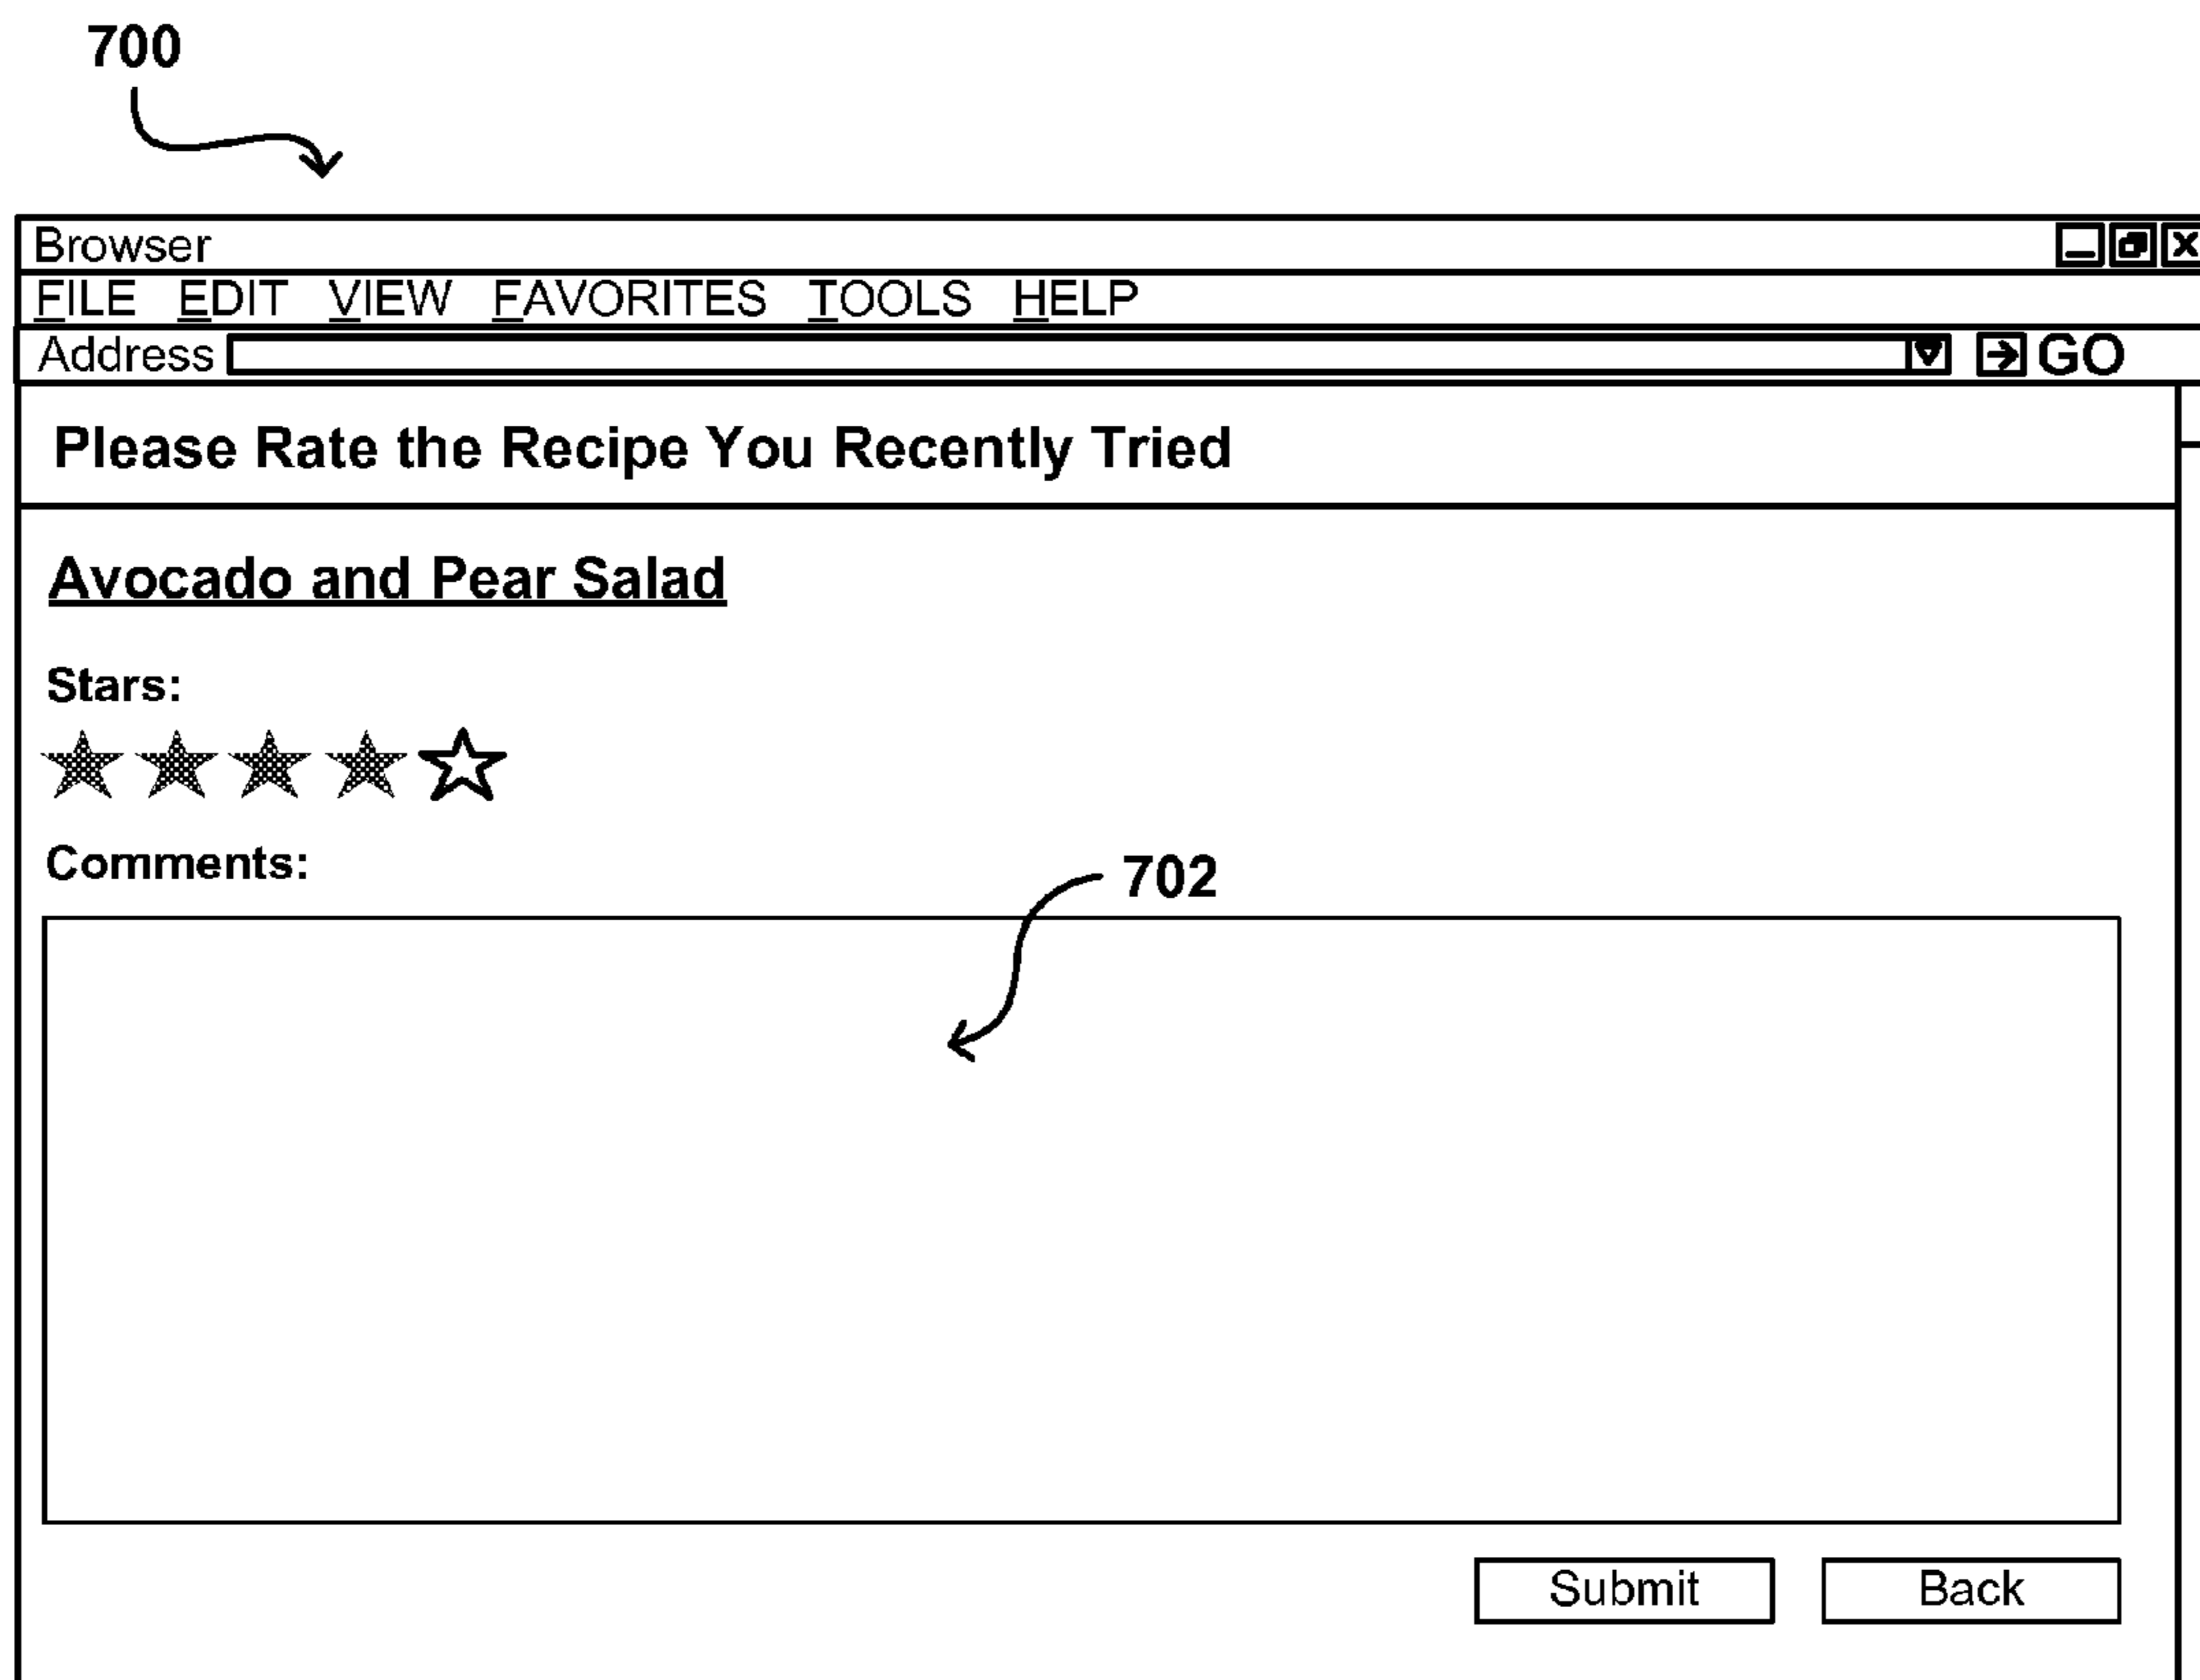 700
Browser
FILE EDIT VIEW FAVORITES TOOLS HELP
Address GO
Please Rate the Recipe You Recently Tried
Avocado and Pear Salad
Stars:
Comments:
702
Submit Back